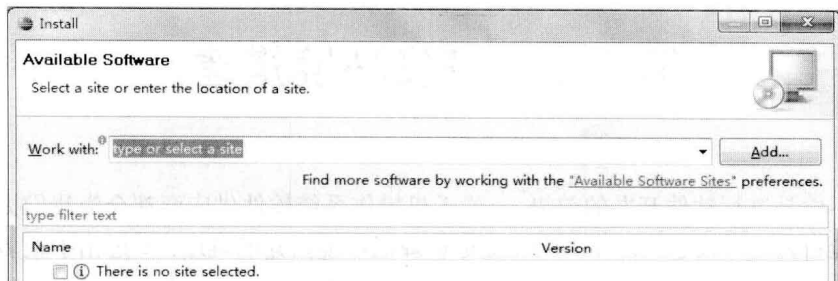 Install
Available Software
Select a site or enter the location of a site.
Work with: type or select a site Add...
Find more software by working with the "Available Software Sites" preferences.
type filter text
Name Version
There is no site selected.